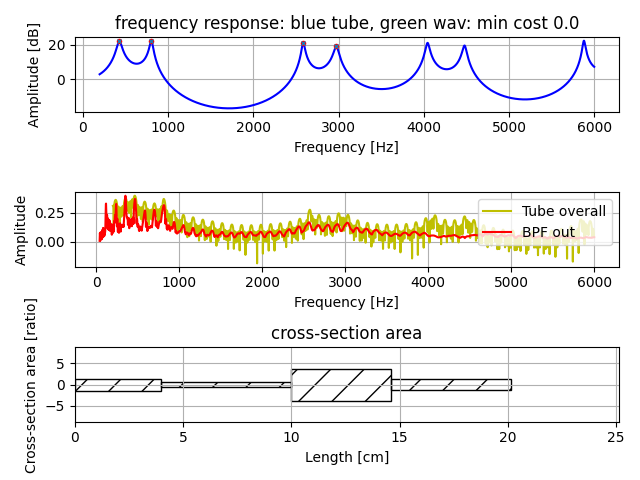 frequency response: blue tube, green wav: min cost 0.0
Amplitude [dB]
20
0
0
1000
2000
3000
4000
5000
6000
Frequency [Hz]
Amplitude
0.25
0.00
Tube overall
BPF out
0
1000
2000
3000
4000
5000
6000
Frequency [Hz]
cross-section area
Cross-section area [ratio]
5
0
−5
0
5
10
15
20
25
Length [cm]